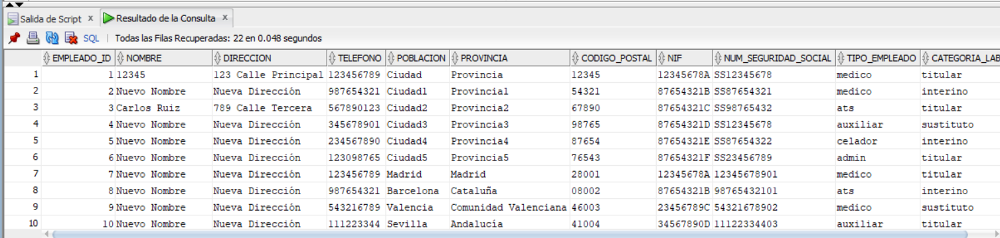 Salida de Script x Resultado de la Consulta x
SQL | Todas las Filas Recuperadas: 22 en 0.048 segundos
EMPLEADO_ID NOMBRE DIRECCION TELEFONO POBLACION PROVINCIA CODIGO_POSTAL NIF NUM_SEGURIDAD_SOCIAL TIPO_EMPLEADO CATEGORIA_LAB
1 1 12345 123 Calle Principal 123456789 Ciudad Provincia 12345 12345678A SS12345678 medico titular
2 2 Nuevo Nombre Nueva Dirección 987654321 Ciudad1 Provincia1 54321 87654321B SS87654321 medico interino
3 3 Carlos Ruiz 789 Calle Tercera 567890123 Ciudad2 Provincia2 67890 87654321C SS98765432 ats titular
4 4 Nuevo Nombre Nueva Dirección 345678901 Ciudad3 Provincia3 98765 87654321D SS12345678 auxiliar sustituto
5 5 Nuevo Nombre Nueva Dirección 234567890 Ciudad4 Provincia4 87654 87654321E SS87654322 celador interino
6 6 Nuevo Nombre Nueva Dirección 123098765 Ciudad5 Provincia5 76543 87654321F SS23456789 admin titular
7 7 Nuevo Nombre Nueva Dirección 123456789 Madrid Madrid 28001 12345678A 12345678901 medico titular
8 8 Nuevo Nombre Nueva Dirección 987654321 Barcelona Cataluña 08002 87654321B 98765432101 ats interino
9 9 Nuevo Nombre Nueva Dirección 543216789 Valencia Comunidad Valenciana 46003 23456789C 54321678902 medico sustituto
10 10 Nuevo Nombre Nueva Dirección 111223344 Sevilla Andalucía 41004 34567890D 11122334403 auxiliar titular